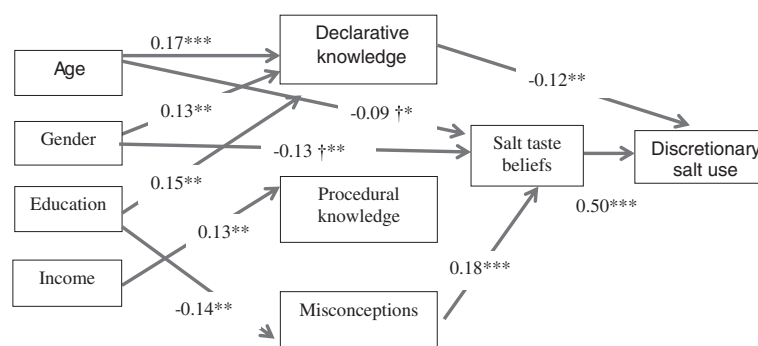 0.17***
Declarative
knowledge
Age
-0.12**
0.13**
-0.09 †*
Gender
-0.13 †**
Salt taste
beliefs
Discretionary
salt use
0.15**
Education
Procedural
knowledge
0.50***
0.13**
Income
0.18***
-0.14**
Misconceptions